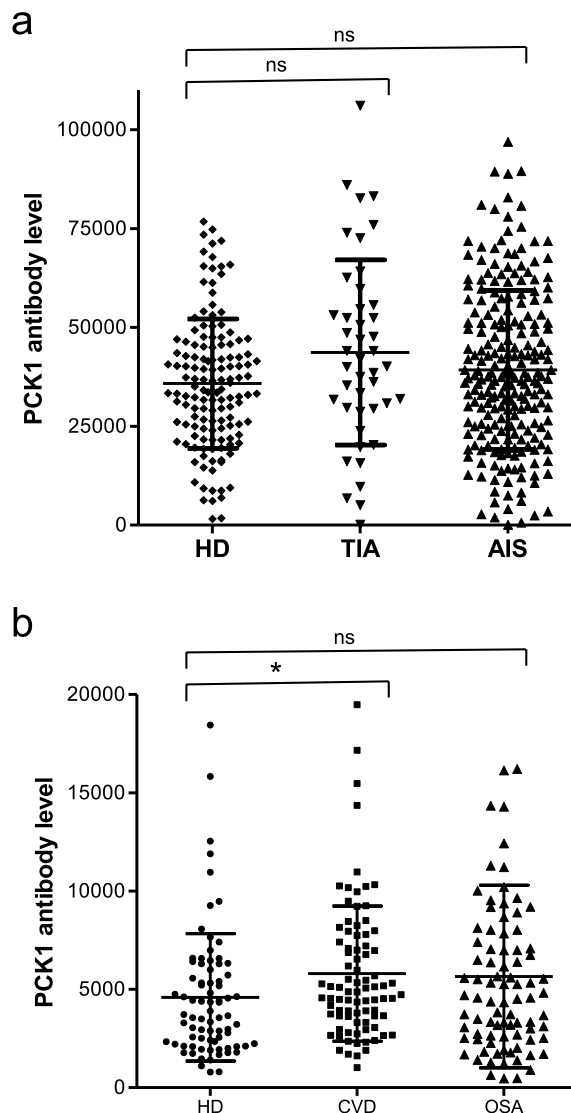 a
ns
ns
PCK1 antibody level
100000
75000
50000
25000
0
HD TIA AIS
b
ns
*
PCK1 antibody level
20000
15000
10000
5000
0
HD CVD OSA